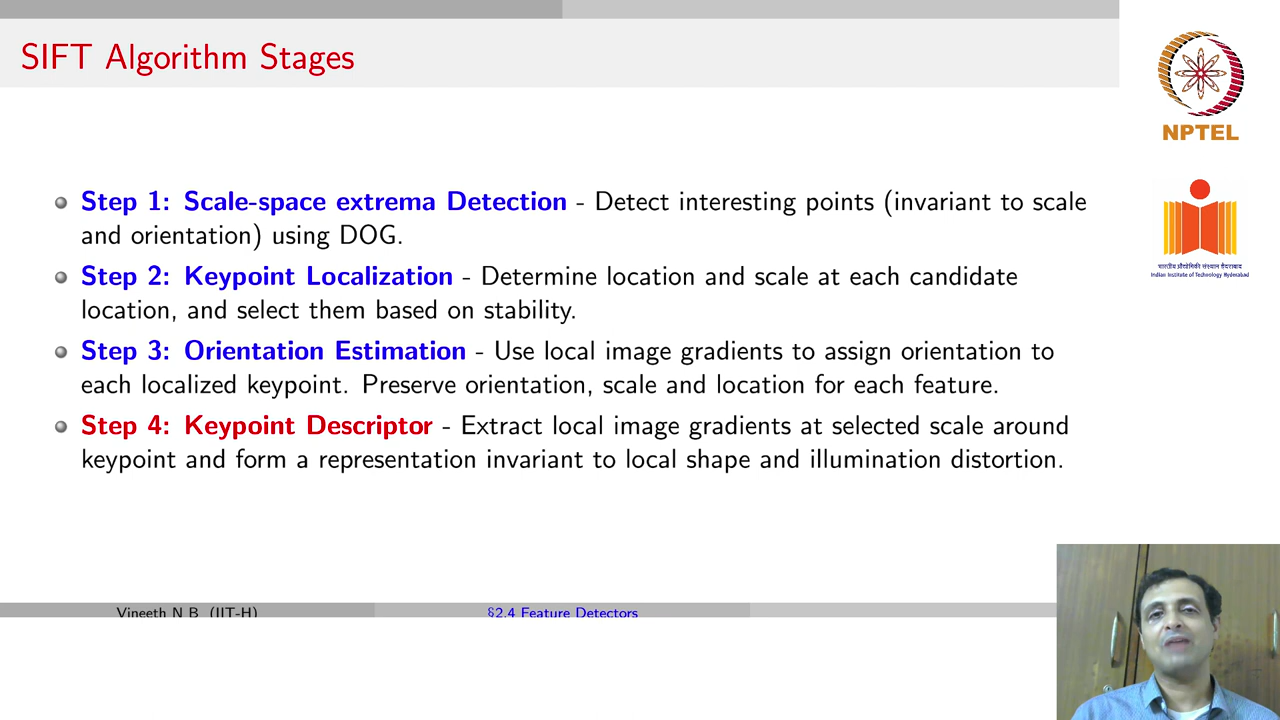 SIFT Algorithm Stages
Step 1: Scale-space extrema Detection - Detect interesting points (invariant to scale
and orientation) using DOG.
Step 2: Keypoint Localization - Determine location and scale at each candidate
location, and select them based on stability.
Step 3: Orientation Estimation - Use local image gradients to assign orientation to
each localized keypoint. Preserve orientation, scale and location for each feature.
Step 4: Keypoint Descriptor - Extract local image gradients at selected scale around
keypoint and form a representation invariant to local shape and illumination distortion.
Vineeth N B (IIT-H)
§2.4 Feature Detectors
NPTEL
भारतीय प्रौद्योगिकी संस्थान हैदराबाद
Indian Institute of Technology Hyderabad